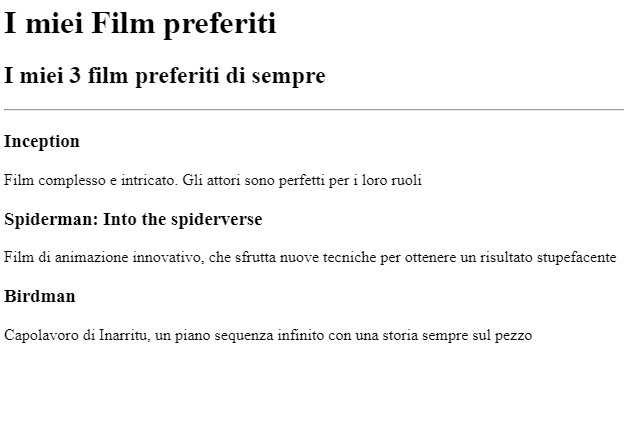 I miei Film preferiti
I miei 3 film preferiti di sempre
Inception
Film complesso e intricato. Gli attori sono perfetti per i loro ruoli
Spiderman: Into the spiderverse
Film di animazione innovativo, che sfrutta nuove tecniche per ottenere un risultato stupefacente
Birdman
Capolavoro di Inarritu, un piano sequenza infinito con una storia sempre sul pezzo